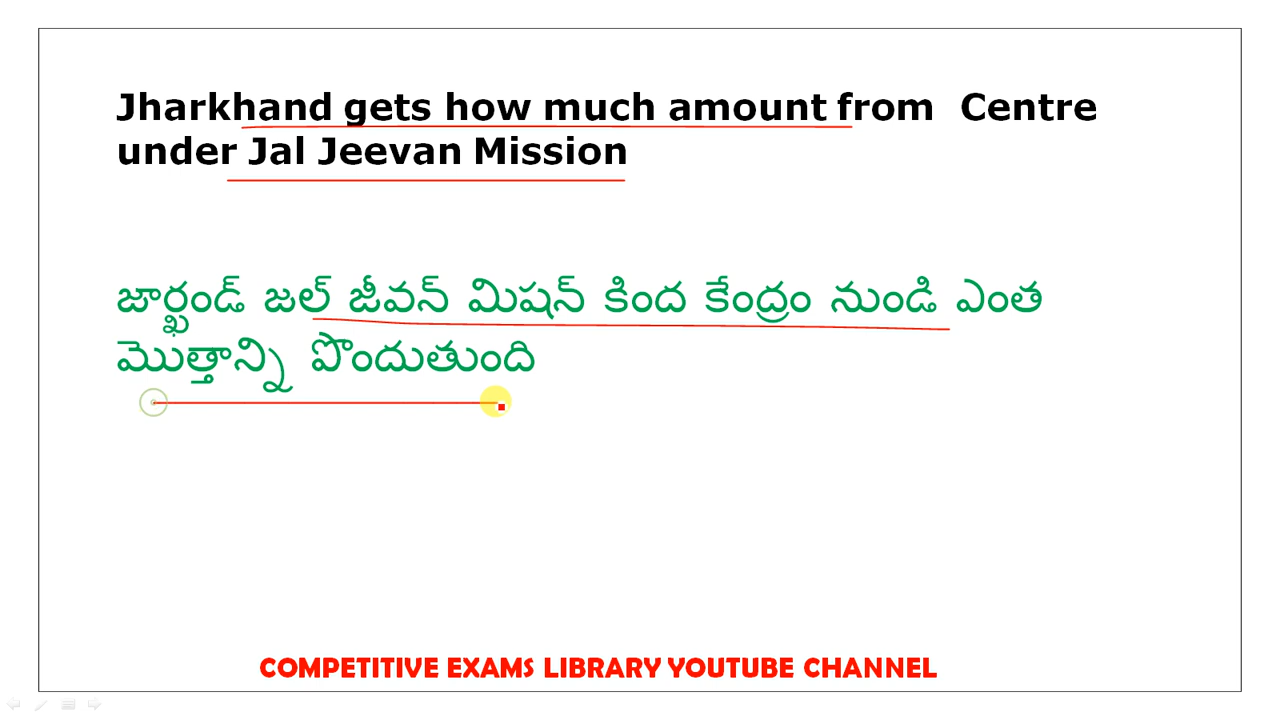 Jharkhand gets how much amount from Centre
under Jal Jeevan Mission
జార్ఖండ్ జల్ జీవన్ మిషన్ కింద కేంద్రం నుండి ఎంత
మొత్తాన్ని పొందుతుంది
COMPETITIVE EXAMS LIBRARY YOUTUBE CHANNEL